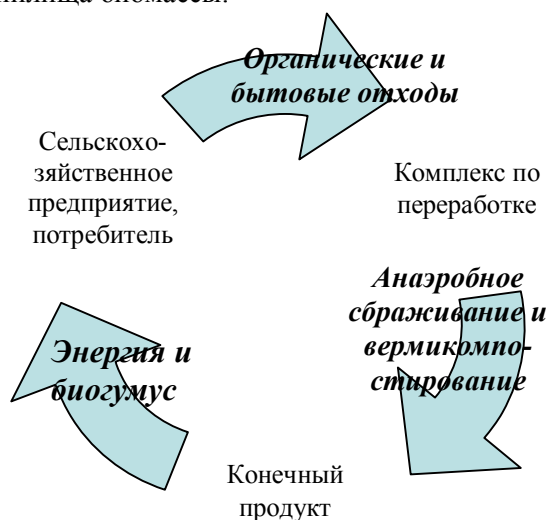 Органические и
бытовые отходы
Сельскохо-
зяйственное
предприятие,
потребитель
Комплекс по
переработке
Анаэробное
сбраживание и
вермикомпо-
стирование
Энергия и
биогумус
Конечный
продукт